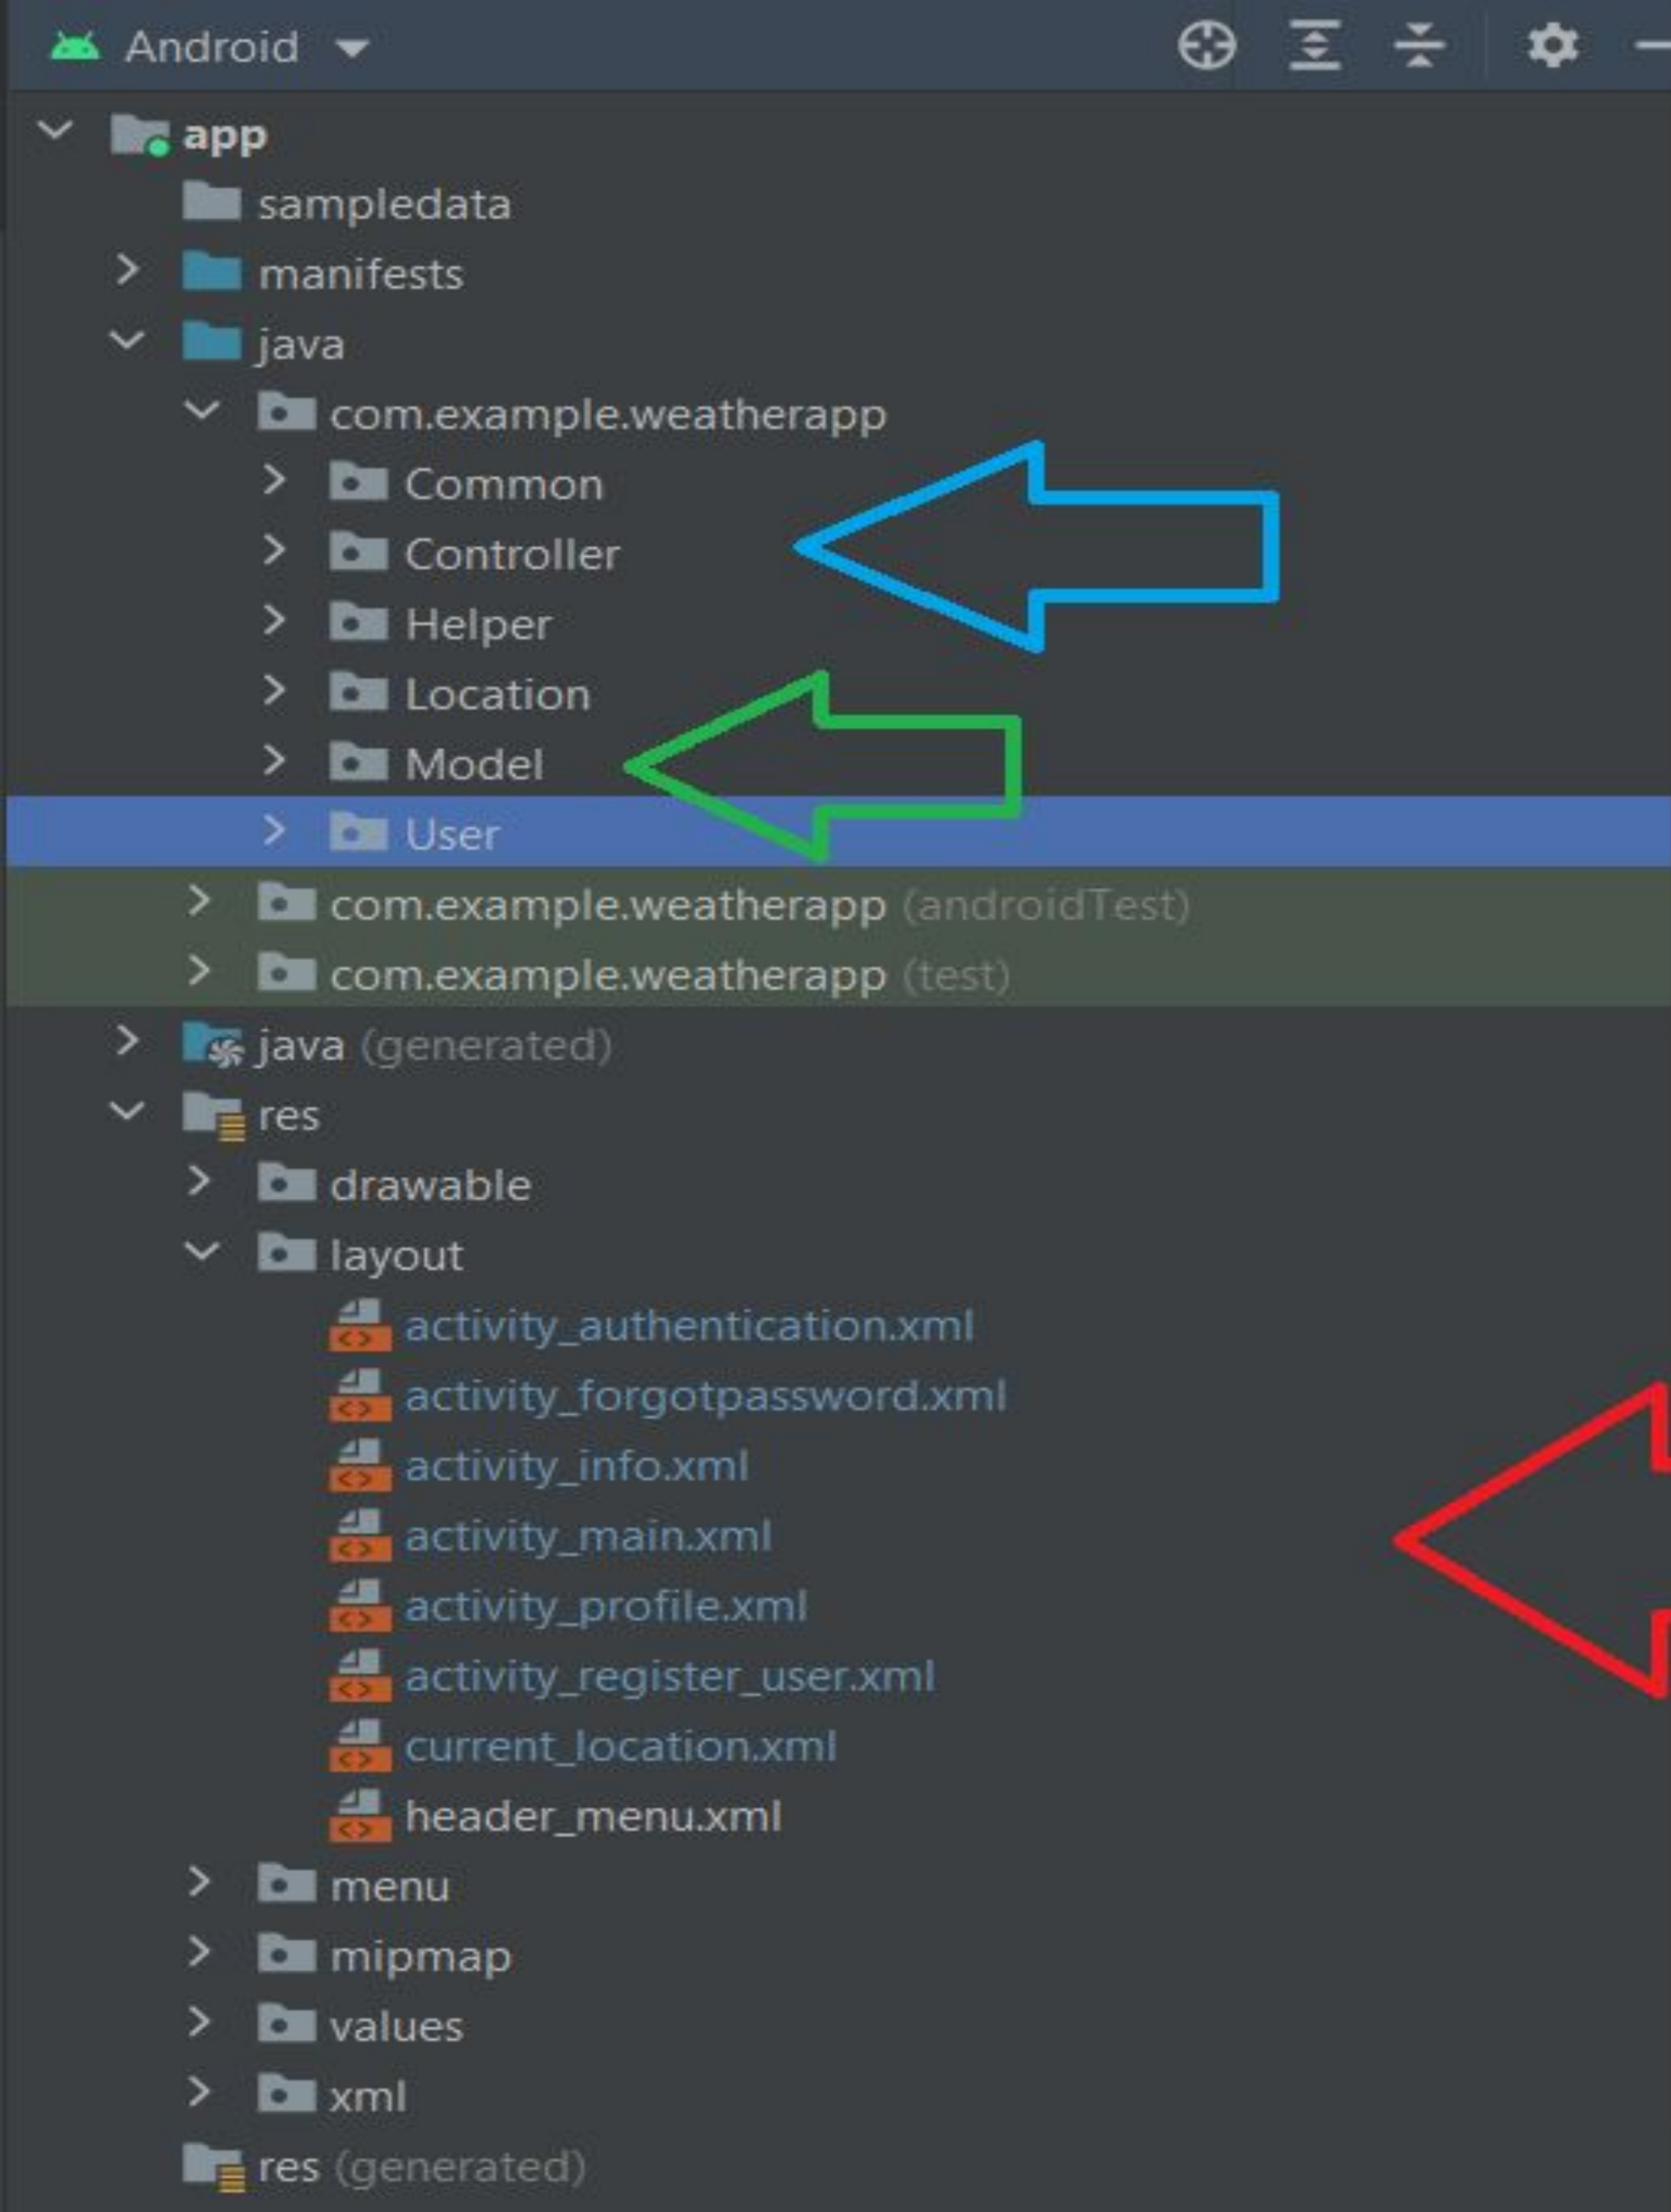 Android
app
sampledata
manifests
java
com.example.weatherapp
Common
Controller
Helper
Location
Model
User
com.example.weatherapp (androidTest)
com.example.weatherapp (test)
java (generated)
res
drawable
layout
activity_authentication.xml
activity_forgotpassword.xml
activity_info.xml
activity_main.xml
activity_profile.xml
activity_register_user.xml
current_location.xml
header_menu.xml
menu
mipmap
values
xml
res (generated)